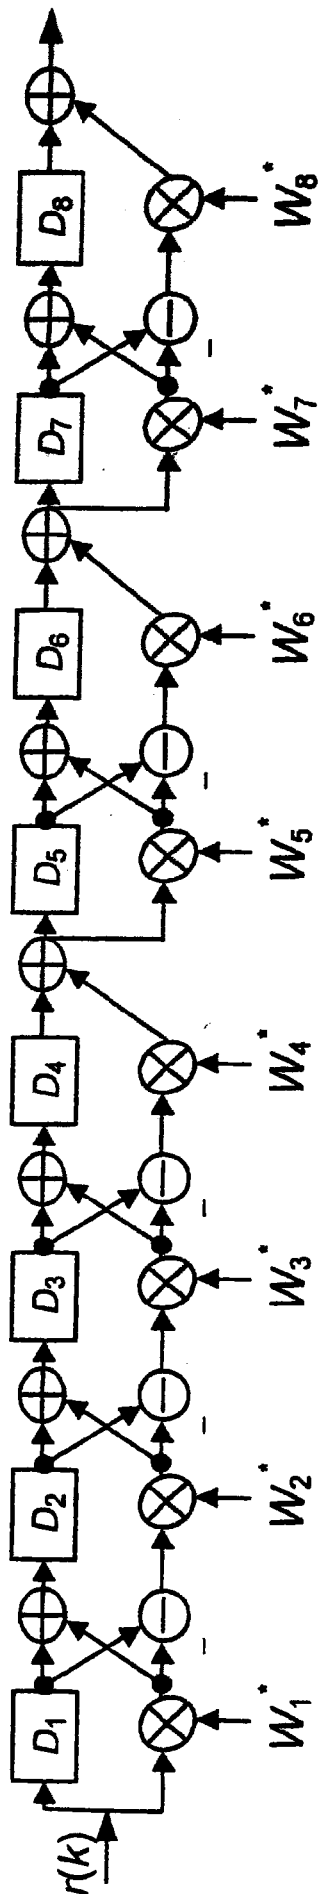 r(k)
D₁ D₂ D₃ D₄ D₅ D₆ D₇ D₈
W₁* W₂* W₃* W₄* W₅* W₆* W₇* W₈*